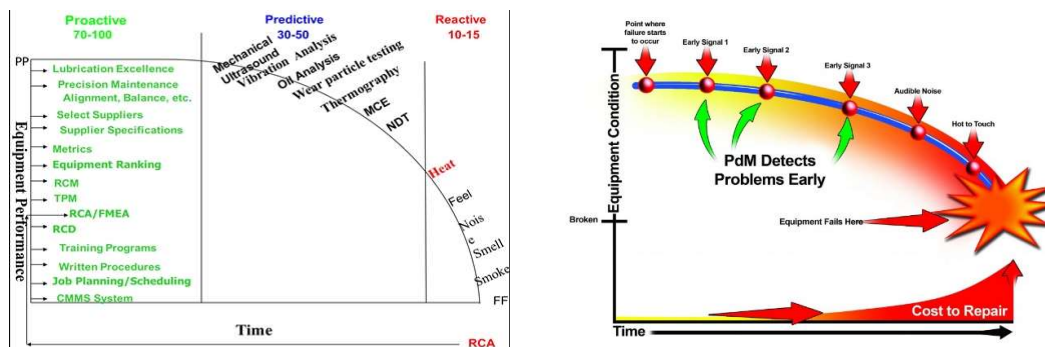 Proactive
70-100
Predictive
30-50
Reactive
10-15
PP
Lubrication Excellence
Precision Maintenance
Alignment, Balance, etc.
Select Suppliers
Supplier Specifications
Metrics
Equipment Ranking
RCM
TPM
RCA/FMEA
RCD
Training Programs
Written Procedures
Job Planning/Scheduling
CMMS System
Equipment Performance
Mechanical
Ultrasound
Vibration Analysis
Oil Analysis
Wear particle testing
Thermography
MCE
NDT
Heat
Feel
Nois
e
Smell
Smoke
FF
Time
RCA
Point where
failure starts
to occur
Early Signal 1
Early Signal 2
Early Signal 3
Audible Noise
Hot to Touch
Equipment Condition
PdM Detects
Problems Early
Broken
Equipment Fails Here
Cost to Repair
Time